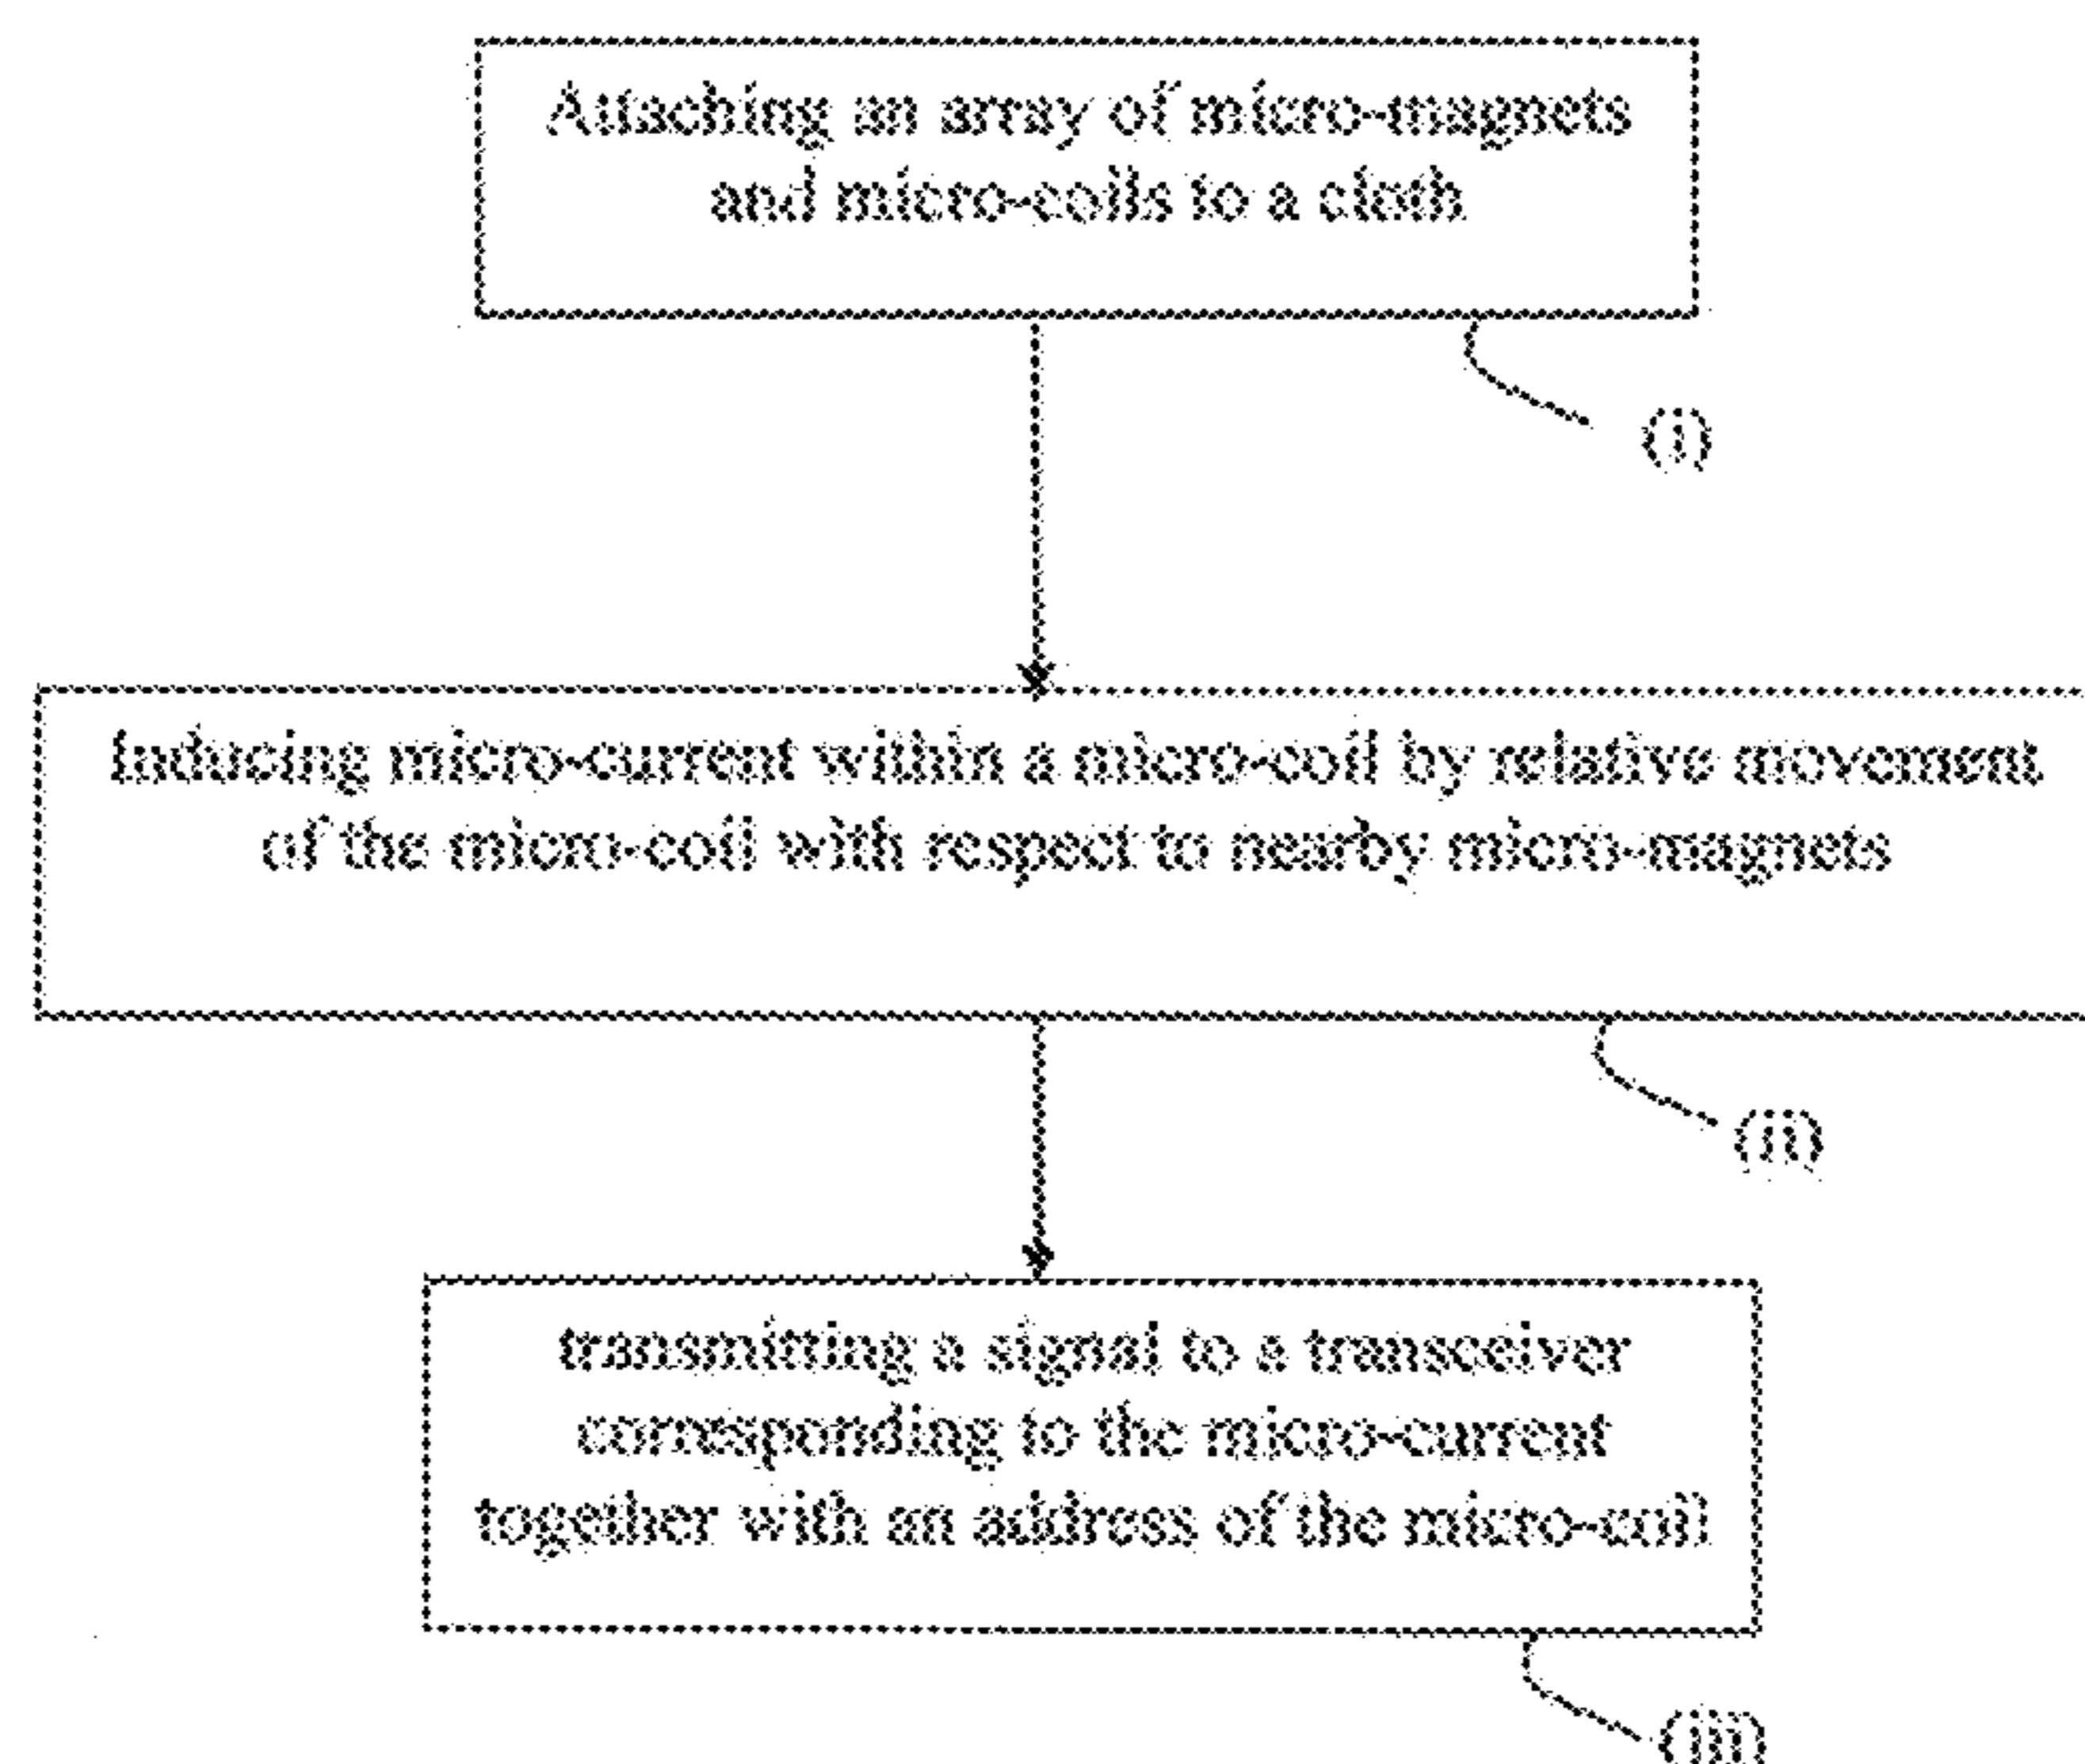 Attaching an array of micro-magnets
and micro-coils to a cloth
(i)
Inducing micro-current within a micro-coil by relative movement
of the micro-coil with respect to nearby micro-magnets
(ii)
transmitting a signal to a transceiver
corresponding to the micro-current
together with an address of the micro-coil
(iii)